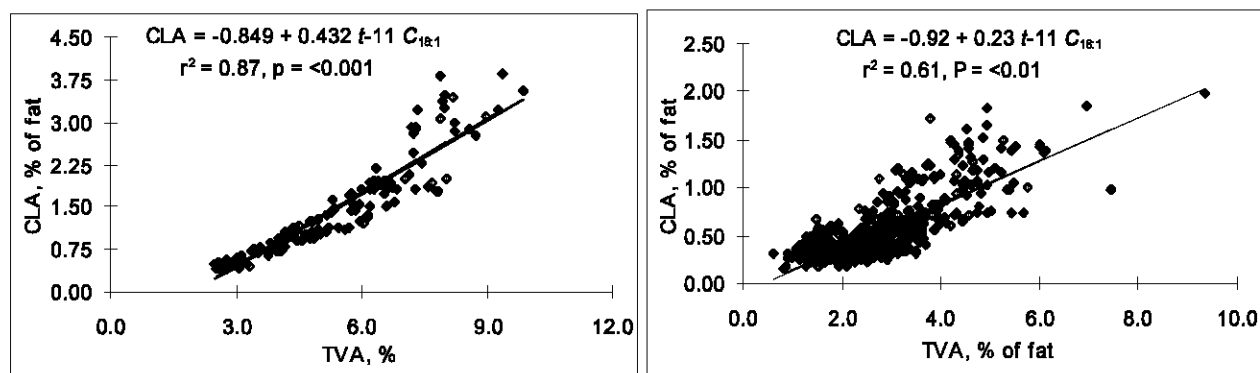 CLA = -0.849 + 0.432 t-11 C18:1
r² = 0.87, p = <0.001
CLA, % of fat
4.50
3.75
3.00
2.25
1.50
0.75
0.00
0.0 3.0 6.0 9.0 12.0
TVA, %
CLA = -0.92 + 0.23 t-11 C18:1
r² = 0.61, P = <0.01
CLA, % of fat
2.50
2.00
1.50
1.00
0.50
0.00
0.0 2.0 4.0 6.0 8.0 10.0
TVA, % of fat